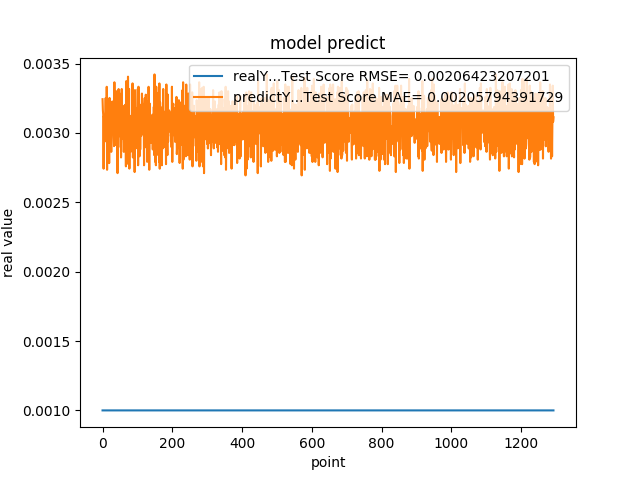 model predict
realY...Test Score RMSE= 0.00206423207201
predictY...Test Score MAE= 0.00205794391729
0.0035
0.0030
0.0025
0.0020
0.0015
0.0010
real value
0 200 400 600 800 1000 1200
point